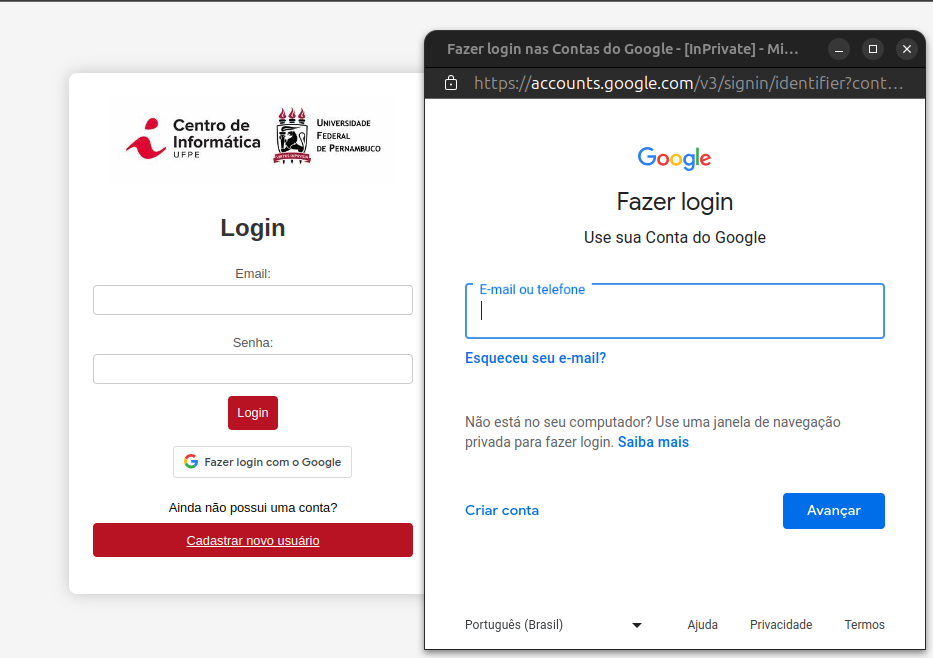 Centro de
Informática
UFPE
UNIVERSIDADE
FEDERAL
DE PERNAMBUCO
Login
Email:
Senha:
Login
Fazer login com o Google
Ainda não possui uma conta?
Cadastrar novo usuário
Fazer login nas Contas do Google - [InPrivate] - Mi...
https://accounts.google.com/v3/signin/identifier?cont...
Google
Fazer login
Use sua Conta do Google
E-mail ou telefone
Esqueceu seu e-mail?
Não está no seu computador? Use uma janela de navegação
privada para fazer login. Saiba mais
Criar conta
Avançar
Português (Brasil)
Ajuda
Privacidade
Termos